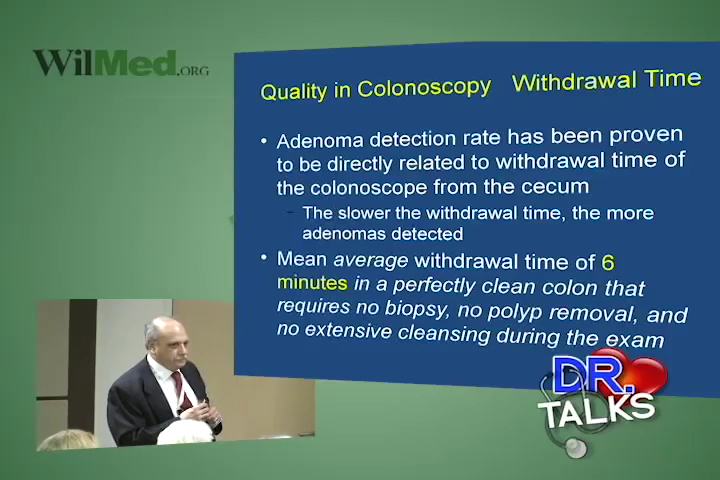 WilMed.ORG
Quality in Colonoscopy Withdrawal Time
• Adenoma detection rate has been proven
to be directly related to withdrawal time of
the colonoscope from the cecum
– The slower the withdrawal time, the more
adenomas detected
• Mean average withdrawal time of 6
minutes in a perfectly clean colon that
requires no biopsy, no polyp removal, and
no extensive cleansing during the exam
DR.
TALKS